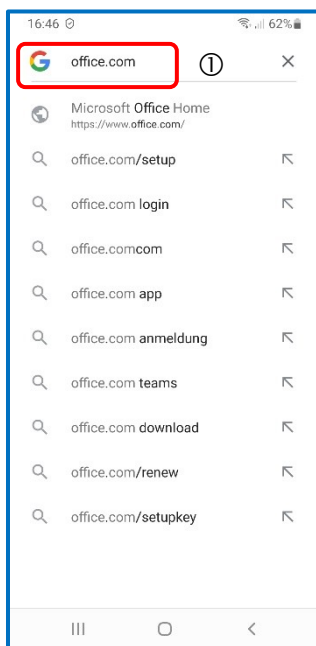 16:46 62%
office.com ①
Microsoft Office Home
https://www.office.com/
office.com/setup
office.com login
office.comcom
office.com app
office.com anmeldung
office.com teams
office.com download
office.com/renew
office.com/setupkey